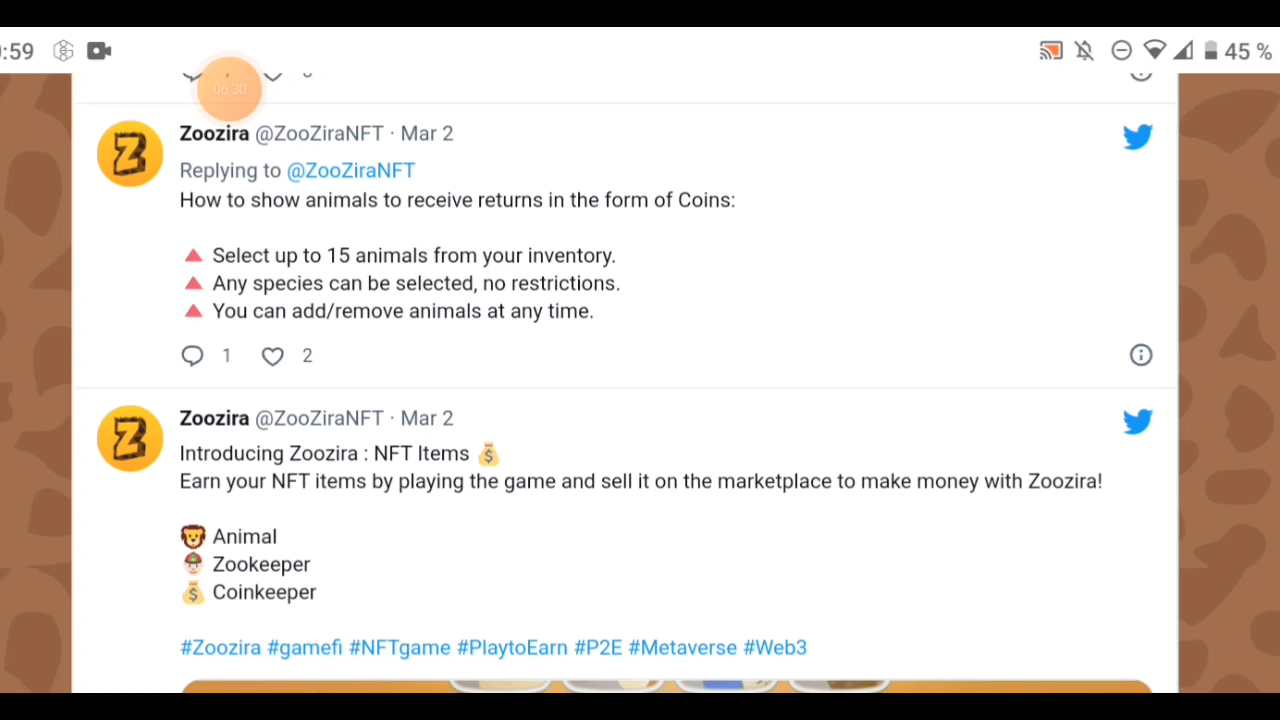 :59
45 %
06:30
Zoozira @ZooZiraNFT · Mar 2
Replying to @ZooZiraNFT
How to show animals to receive returns in the form of Coins:
🔺 Select up to 15 animals from your inventory.
🔺 Any species can be selected, no restrictions.
🔺 You can add/remove animals at any time.
1 2
Zoozira @ZooZiraNFT · Mar 2
Introducing Zoozira : NFT Items 💰
Earn your NFT items by playing the game and sell it on the marketplace to make money with Zoozira!
🦁 Animal
Zookeeper
💰 Coinkeeper
#Zoozira #gamefi #NFTgame #PlaytoEarn #P2E #Metaverse #Web3